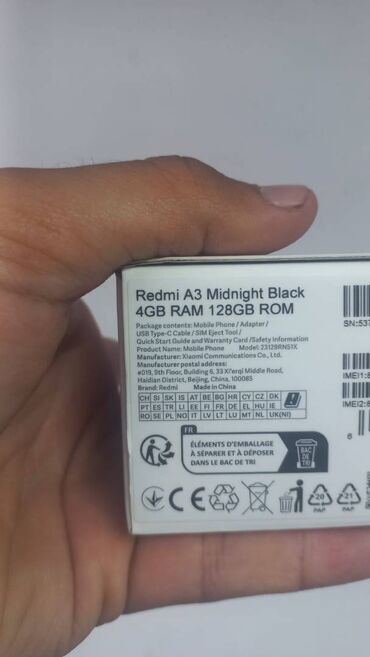 Redmi A3 Midnight Black
4GB RAM 128GB ROM
Package contents: Mobile Phone / Adapter /
USB Type-C Cable / SIM Eject Tool /
Quick Start Guide and Warranty Card /Safety Information
Product Name: Mobile Phone Model: 23129RN51X
Manufacturer: Xiaomi Communications Co., Ltd.
Manufacturer postal address:
#019, 9th Floor, Building 6, 33 Xi'erqi Middle Road,
Haidian District, Beijing, China, 100085
Brand: Redmi Made in China
CH SI SK IS AT BE BG HR CY CZ DK
PT ES TR LI EE FI FR DE EL HU IE
RO SE PL NO IT LV LT LU MT NL UK(NI)
FR
ÉLÉMENTS D'EMBALLAGE
À SÉPARER ET À DÉPOSER
DANS LE BAC DE TRI
BAC
DE
TRI
CE
20
PAP
21
PAP
SN:537
IMEI1:8
IMEI2:8
6